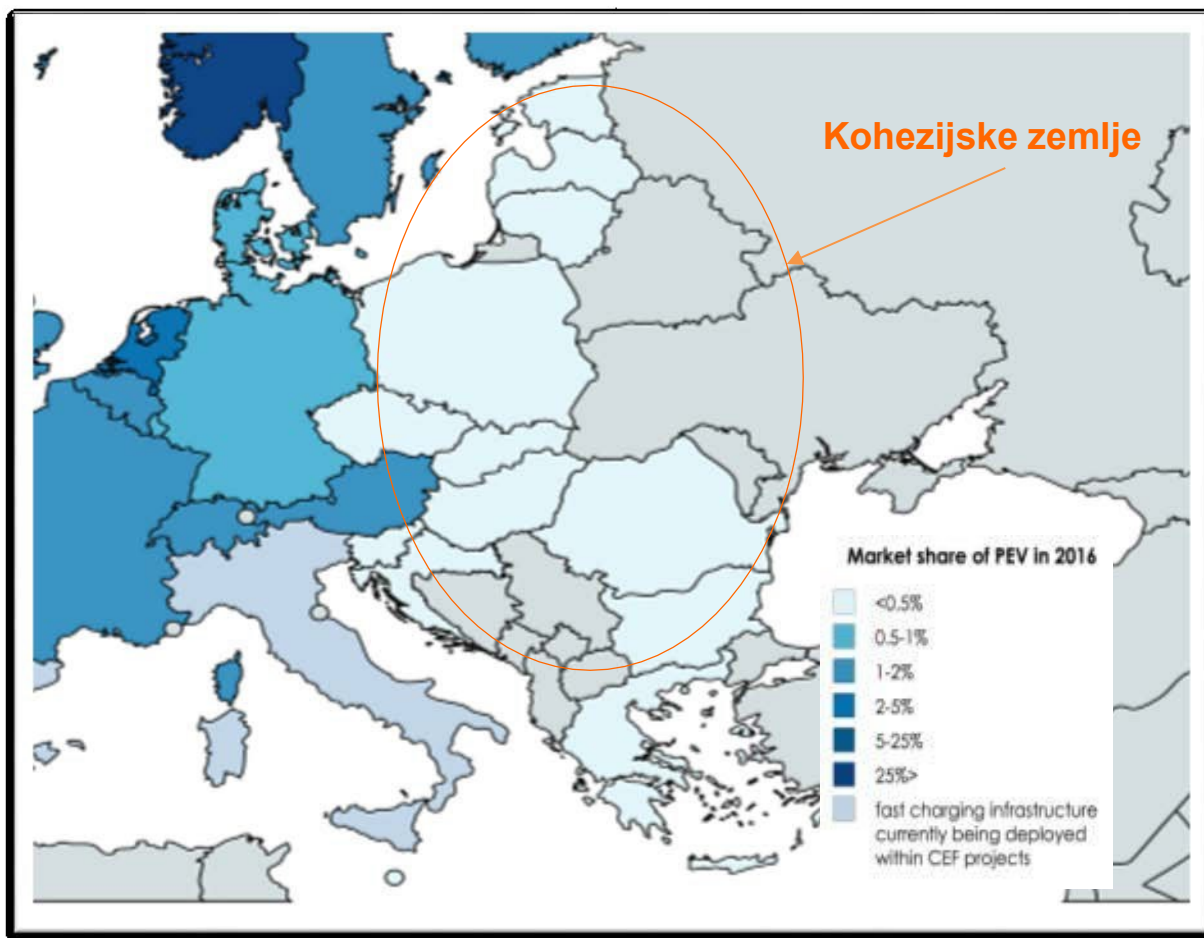 Kohezijske zemlje
Market share of PEV in 2016
<0.5%
0.5-1%
1-2%
2-5%
5-25%
25%>
fast charging infrastructure
currently being deployed
within CEF projects